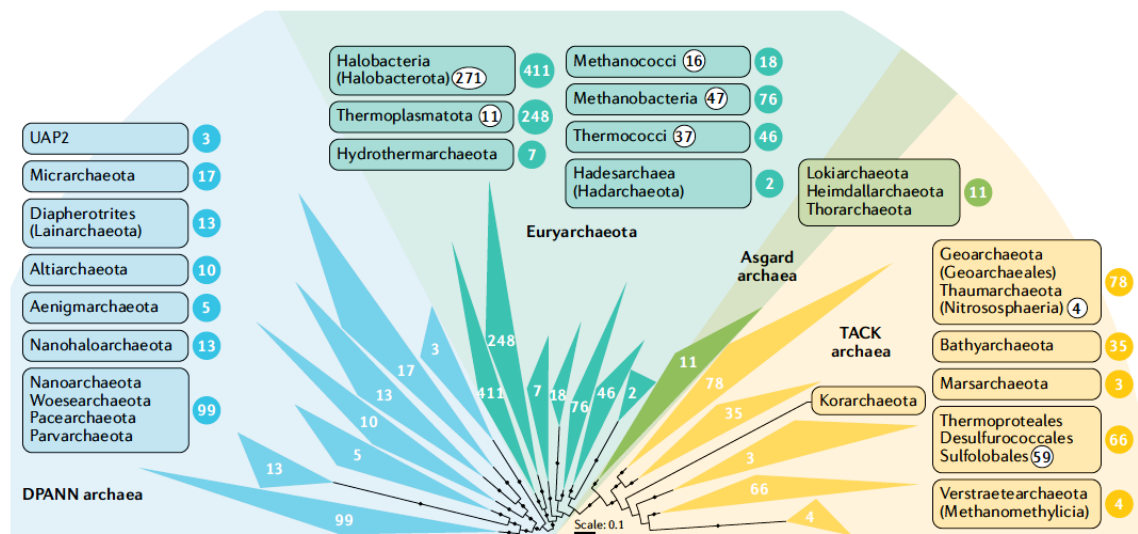 Halobacteria
(Halobacterota) 271
411
Thermoplasmatota 11
248
Hydrothermarchaeota
7
Methanococci 16
18
Methanobacteria 47
76
Thermococci 37
46
Hadesarchaea
(Hadarchaeota)
2
UAP2
3
Micrarchaeota
17
Diapherotrites
(Lainarchaeota)
13
Altiarchaeota
10
Aenigmarchaeota
5
Nanohaloarchaeota
13
Nanoarchaeota
Woesearchaeota
Pacearchaeota
Parvarchaeota
99
Lokiarchaeota
Heimdallarchaeota
Thorarchaeota
11
Geoarchaeota
(Geoarchaeales)
Thaumarchaeota
(Nitrososphaeria) 4
78
Bathyarchaeota
35
Marsarchaeota
3
Thermoproteales
Desulfurococcales
Sulfolobales 59
66
Verstraetearchaeota
(Methanomethylicia)
4
Euryarchaeota
Asgard
archaea
TACK
archaea
Korarchaeota
DPANN archaea
99
13
5
10
13
17
3
411
248
7
18
76
46
2
11
78
35
3
66
4
Scale: 0.1